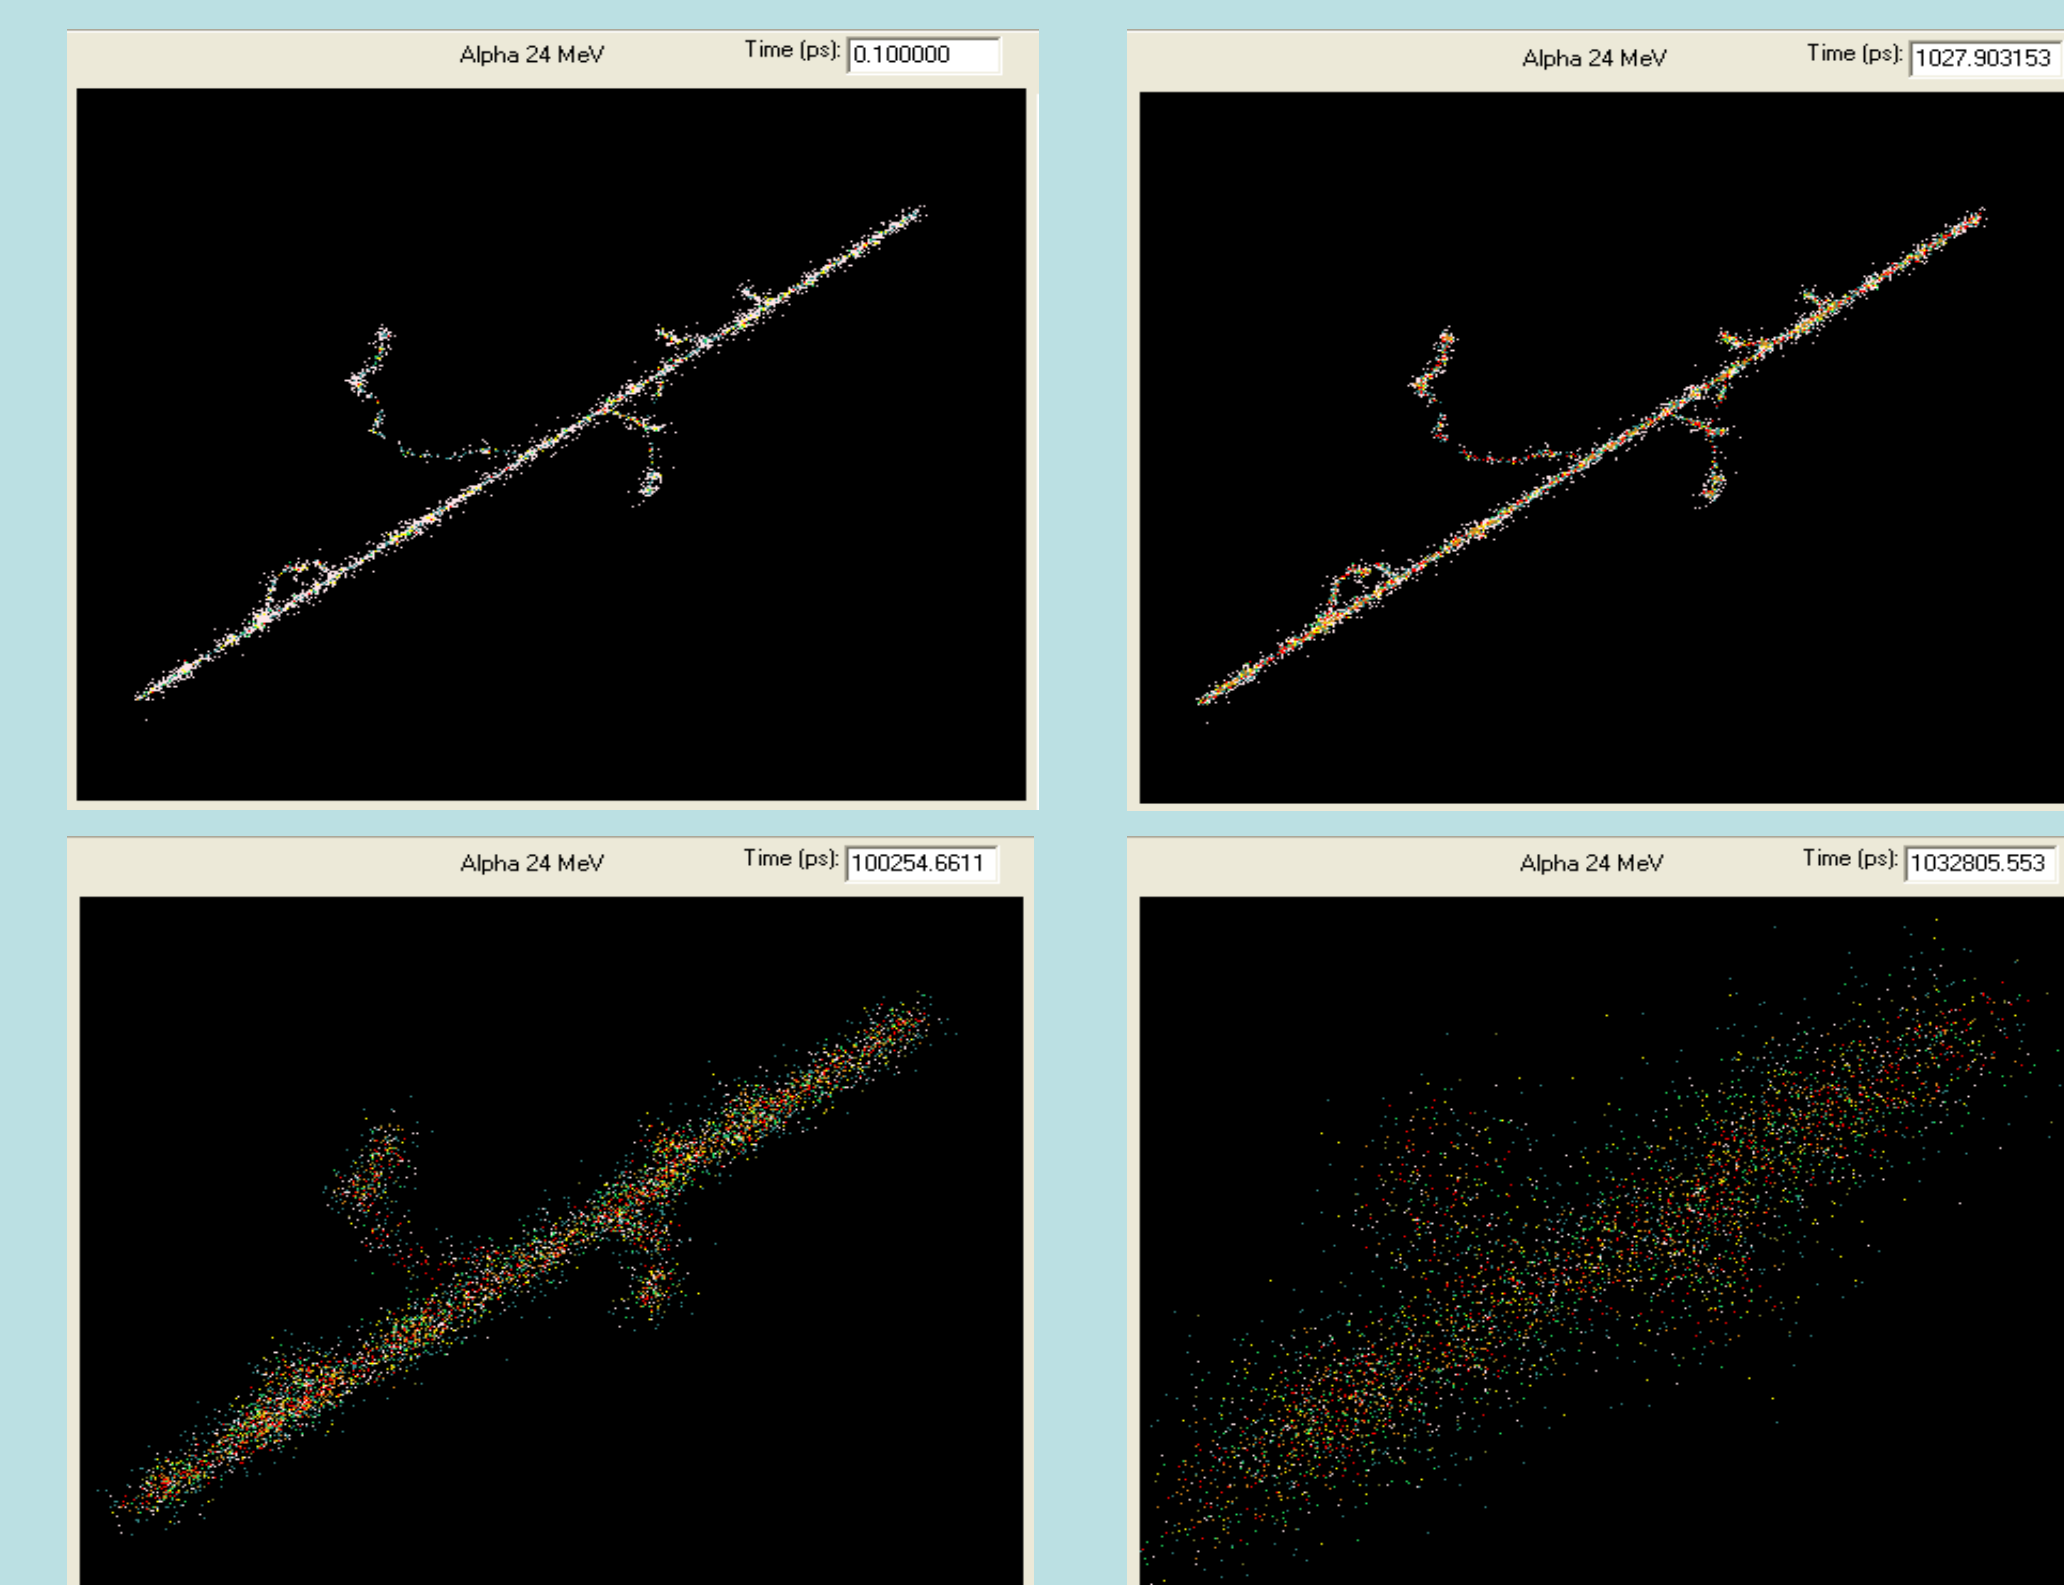 Alpha 24 MeV Time (ps): 0.100000
Alpha 24 MeV Time (ps): 1027.903153
Alpha 24 MeV Time (ps): 100254.6611
Alpha 24 MeV Time (ps): 1032805.553